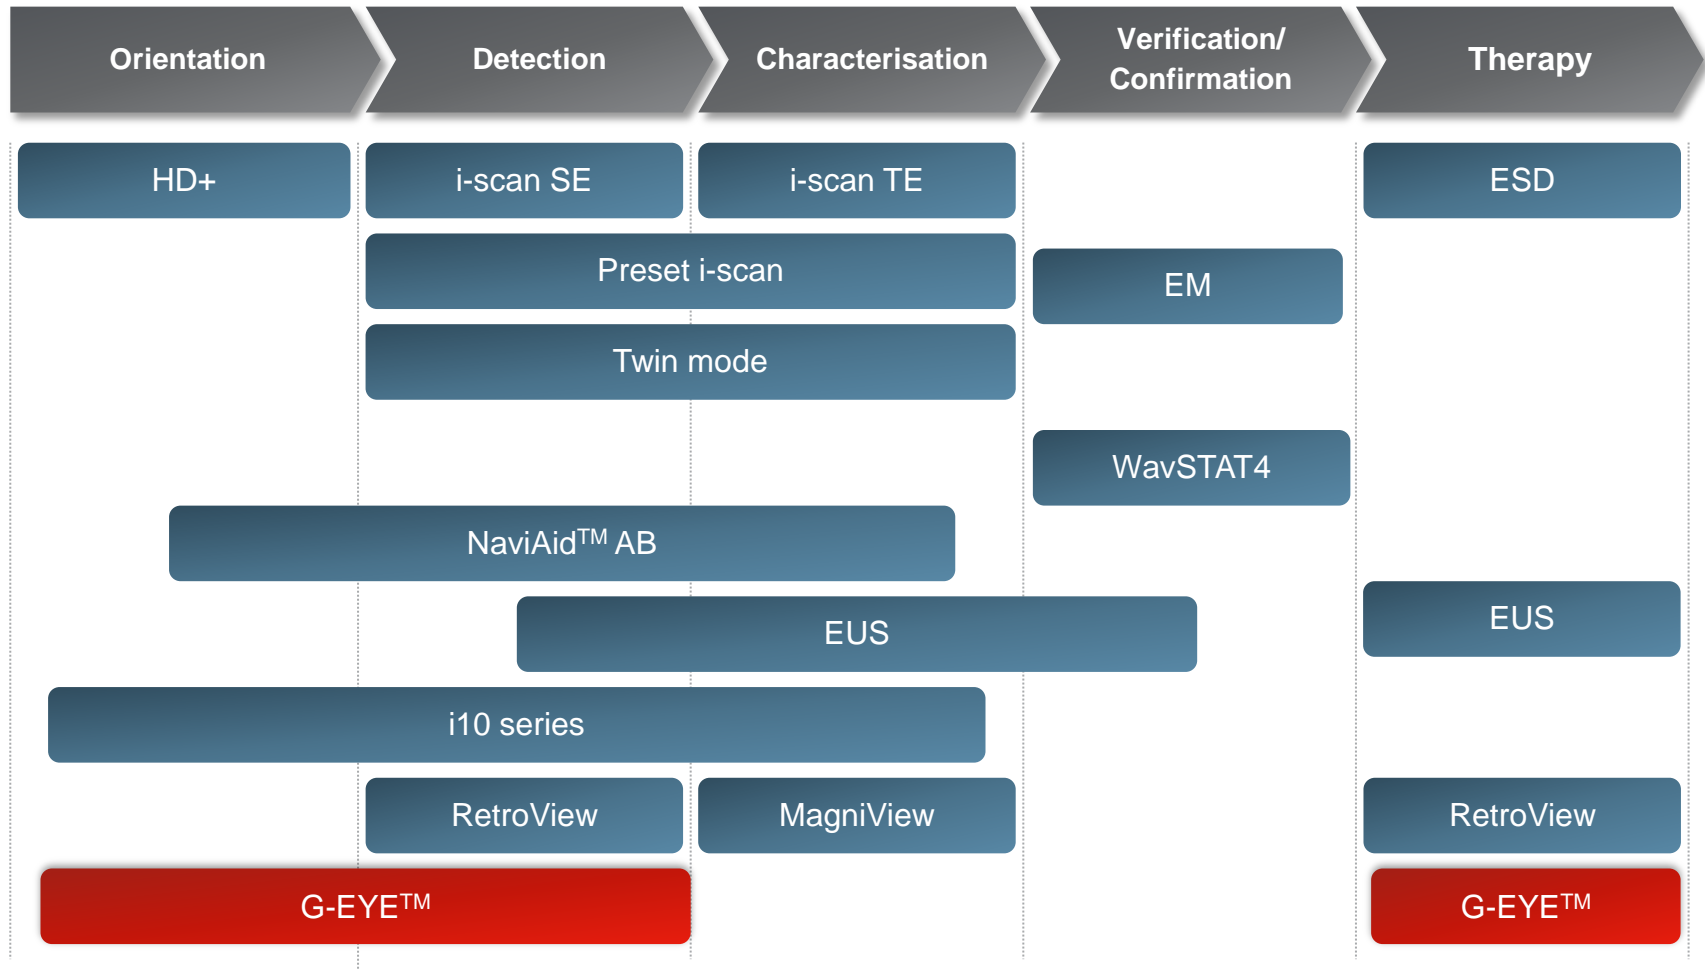 Orientation
Detection
Characterisation
Verification/
Confirmation
Therapy
HD+
i-scan SE
i-scan TE
ESD
Preset i-scan
EM
Twin mode
WavSTAT4
NaviAid™ AB
EUS
EUS
i10 series
RetroView
MagniView
RetroView
G-EYE™
G-EYE™